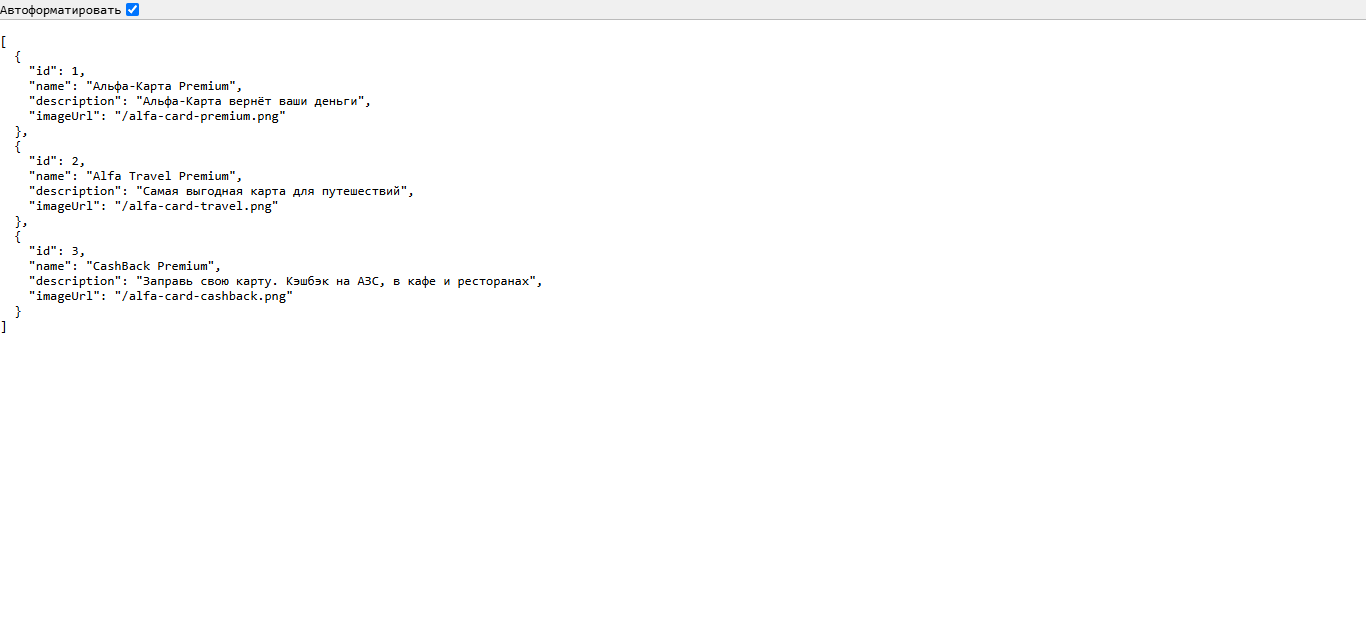 Автоформатировать
[
  {
    "id": 1,
    "name": "Альфа-Карта Premium",
    "description": "Альфа-Карта вернёт ваши деньги",
    "imageUrl": "/alfa-card-premium.png"
  },
  {
    "id": 2,
    "name": "Alfa Travel Premium",
    "description": "Самая выгодная карта для путешествий",
    "imageUrl": "/alfa-card-travel.png"
  },
  {
    "id": 3,
    "name": "CashBack Premium",
    "description": "Заправь свою карту. Кэшбэк на АЗС, в кафе и ресторанах",
    "imageUrl": "/alfa-card-cashback.png"
  }
]